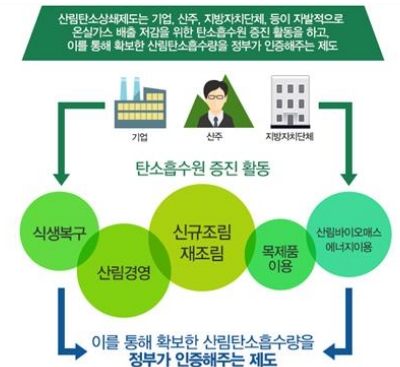 산림탄소상쇄제도는 기업, 산주, 지방자치단체, 등이 자발적으로
온실가스 배출 저감을 위한 탄소흡수원 증진 활동을 하고,
이를 통해 확보한 산림탄소흡수량을 정부가 인증해주는 제도
기업
산주
지방자치단체
탄소흡수원 증진 활동
식생복구
산림경영
신규조림
재조림
목제품
이용
산림바이오매스
에너지이용
이를 통해 확보한 산림탄소흡수량을
정부가 인증해주는 제도